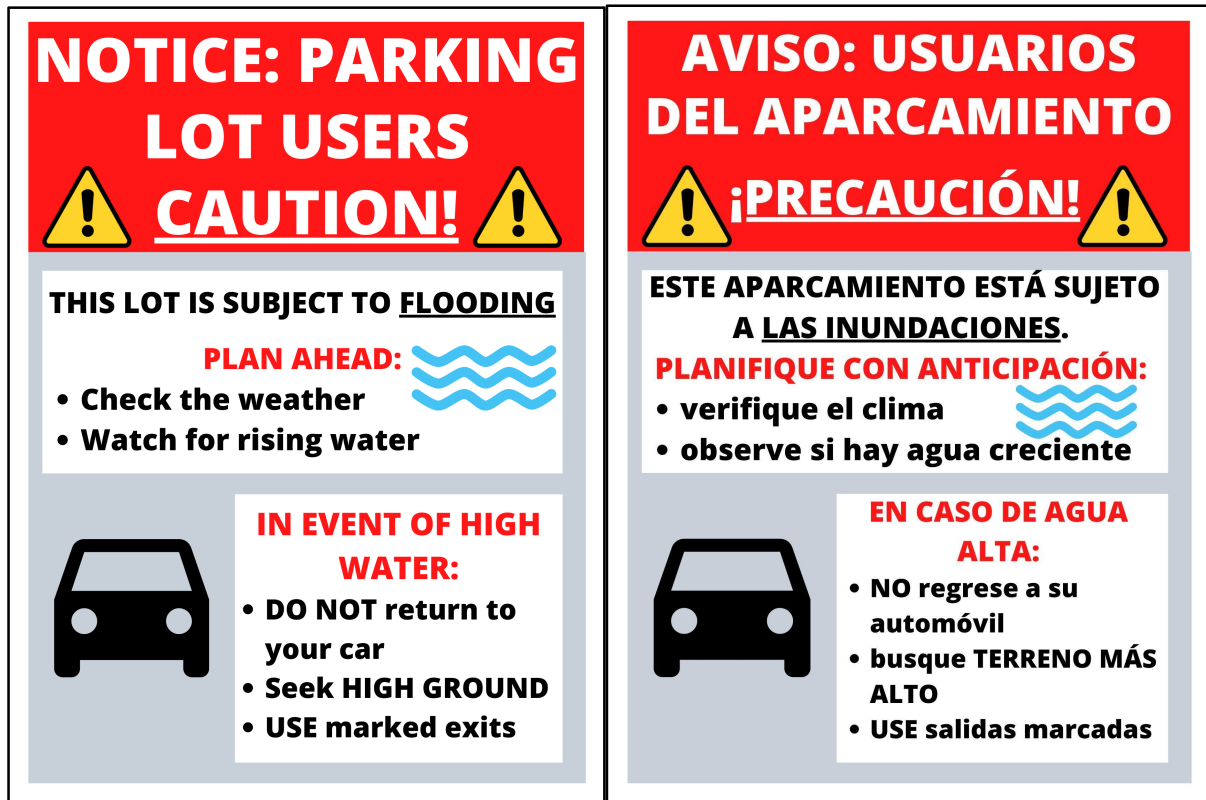 NOTICE: PARKING
LOT USERS
CAUTION!
THIS LOT IS SUBJECT TO FLOODING
PLAN AHEAD:
• Check the weather
• Watch for rising water
IN EVENT OF HIGH
WATER:
• DO NOT return to
your car
• Seek HIGH GROUND
• USE marked exits
AVISO: USUARIOS
DEL APARCAMIENTO
¡PRECAUCIÓN!
ESTE APARCAMIENTO ESTÁ SUJETO
A LAS INUNDACIONES.
PLANIFIQUE CON ANTICIPACIÓN:
• verifique el clima
• observe si hay agua creciente
EN CASO DE AGUA
ALTA:
• NO regrese a su
automóvil
• busque TERRENO MÁS
ALTO
• USE salidas marcadas